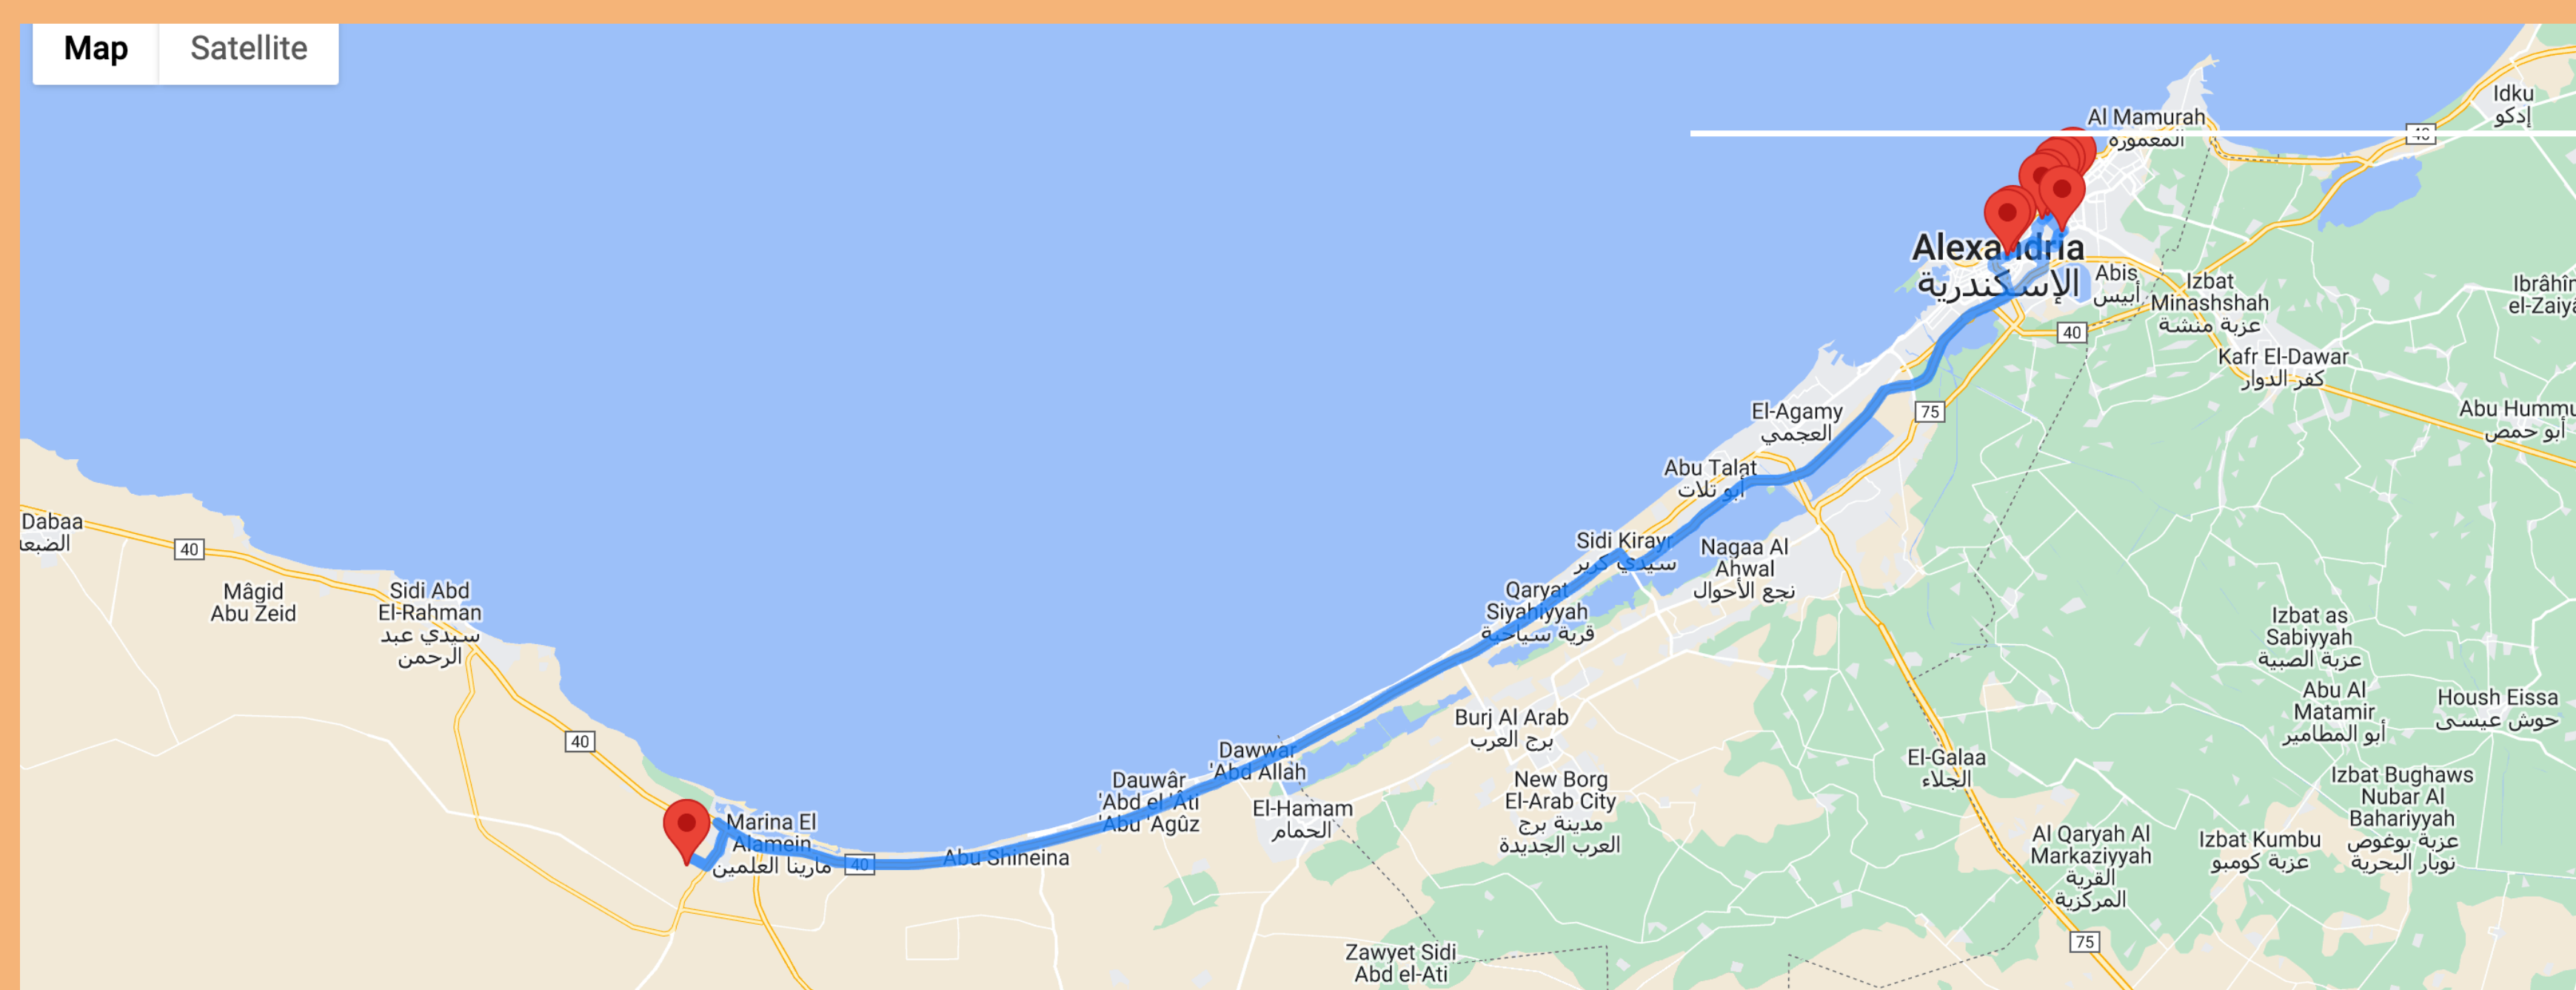 Map
Satellite
Idku
إدكو
Al Mamurah
المعمورة
40
Alexandria
الإسكندرية
Abis
أبيس
Izbat
Minashshah
عزبة منشة
40
Kafr El-Dawar
كفر الدوار
75
El-Agamy
العجمي
Abu Talat
أبو تلات
Abu Hummu
أبو حمص
Dabaa
40
Sidi Kirayr
سيدي كرير
Nagaa Al
Ahwal
نجع الأحوال
Mâgid
Abu Zeid
Sidi Abd
El-Rahman
سيدي عبد
الرحمن
Qaryat
Siyahiyyah
قرية سياحية
Izbat as
Sabiyyah
عزبة الصبية
Abu Al
Matamir
أبو المطامير
Housh Eissa
حوش عيسى
40
Burj Al Arab
برج العرب
Dawwar
'Abd Allah
Dauwâr
'Abd el 'Âti
'Abu 'Agûz
El-Hamam
الحمام
New Borg
El-Arab City
مدينة برج
العرب الجديدة
El-Galaa
الجلاء
Izbat Bughaws
Nubar Al
Bahariyyah
عزبة بوغوص
نوبار البحرية
Marina El
Alamein
مارينا العلمين
40
Abu Shineina
Al Qaryah Al
Markaziyyah
القرية
المركزية
Izbat Kumbu
عزبة كومبو
Zawyet Sidi
Abd el-Ati
75